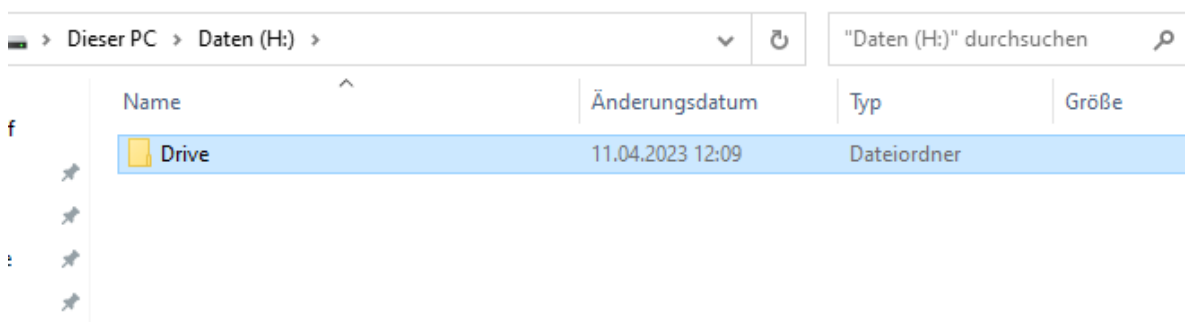 Dieser PC > Daten (H:) > "Daten (H:)" durchsuchen
Name Änderungsdatum Typ Größe
f
Drive 11.04.2023 12:09 Dateiordner